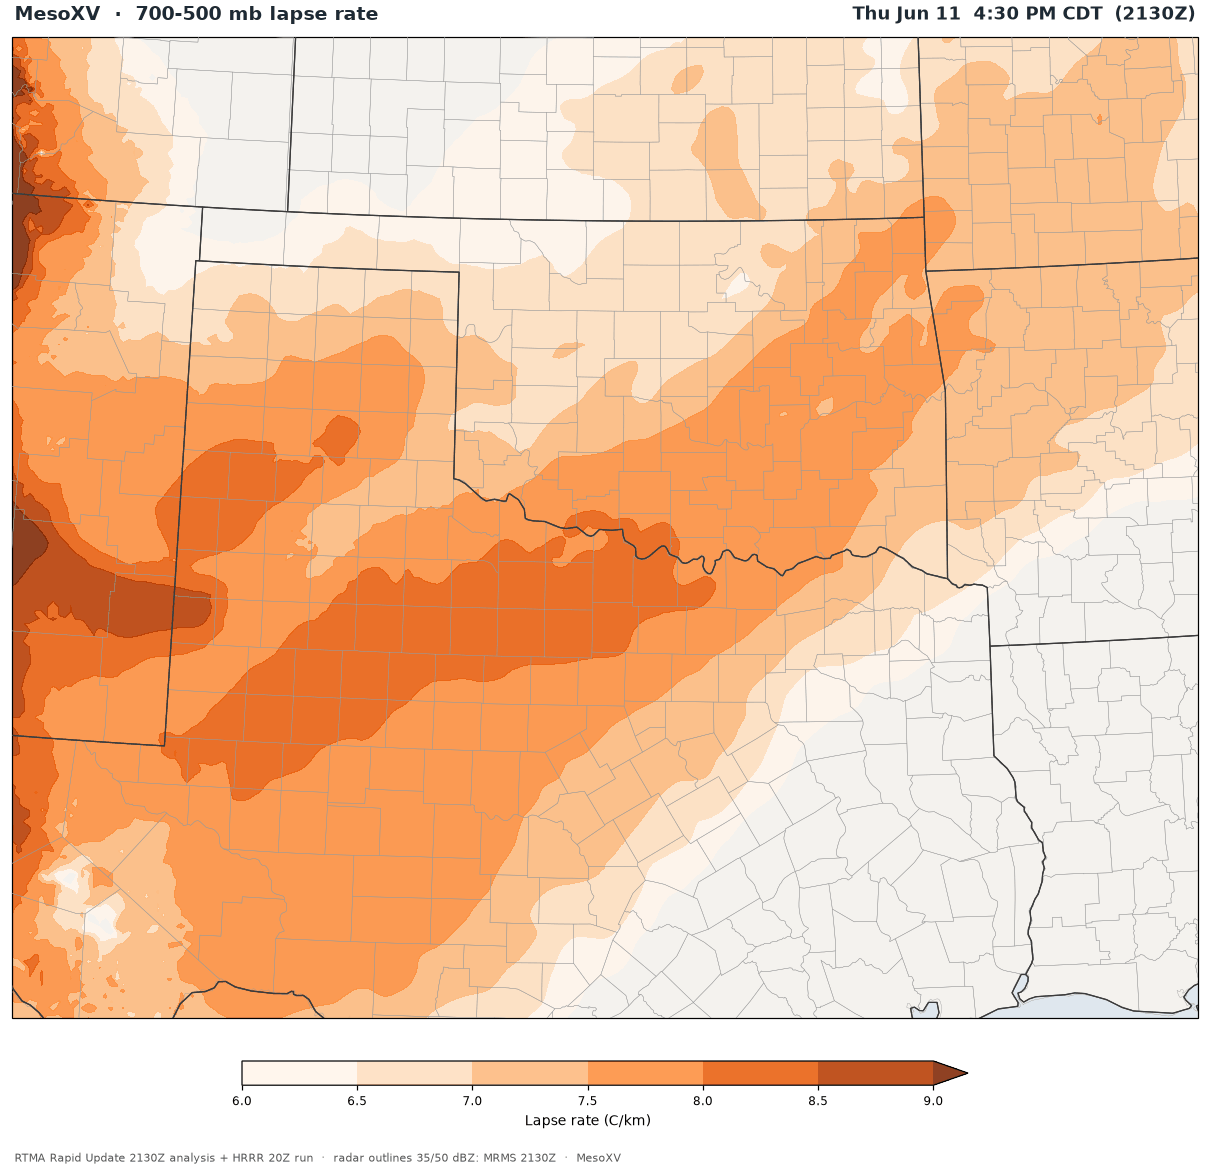 MesoXV · 700-500 mb lapse rate
Thu Jun 11 4:30 PM CDT (2130Z)
6.0 6.5 7.0 7.5 8.0 8.5 9.0
Lapse rate (C/km)
RTMA Rapid Update 2130Z analysis + HRRR 20Z run · radar outlines 35/50 dBZ: MRMS 2130Z · MesoXV